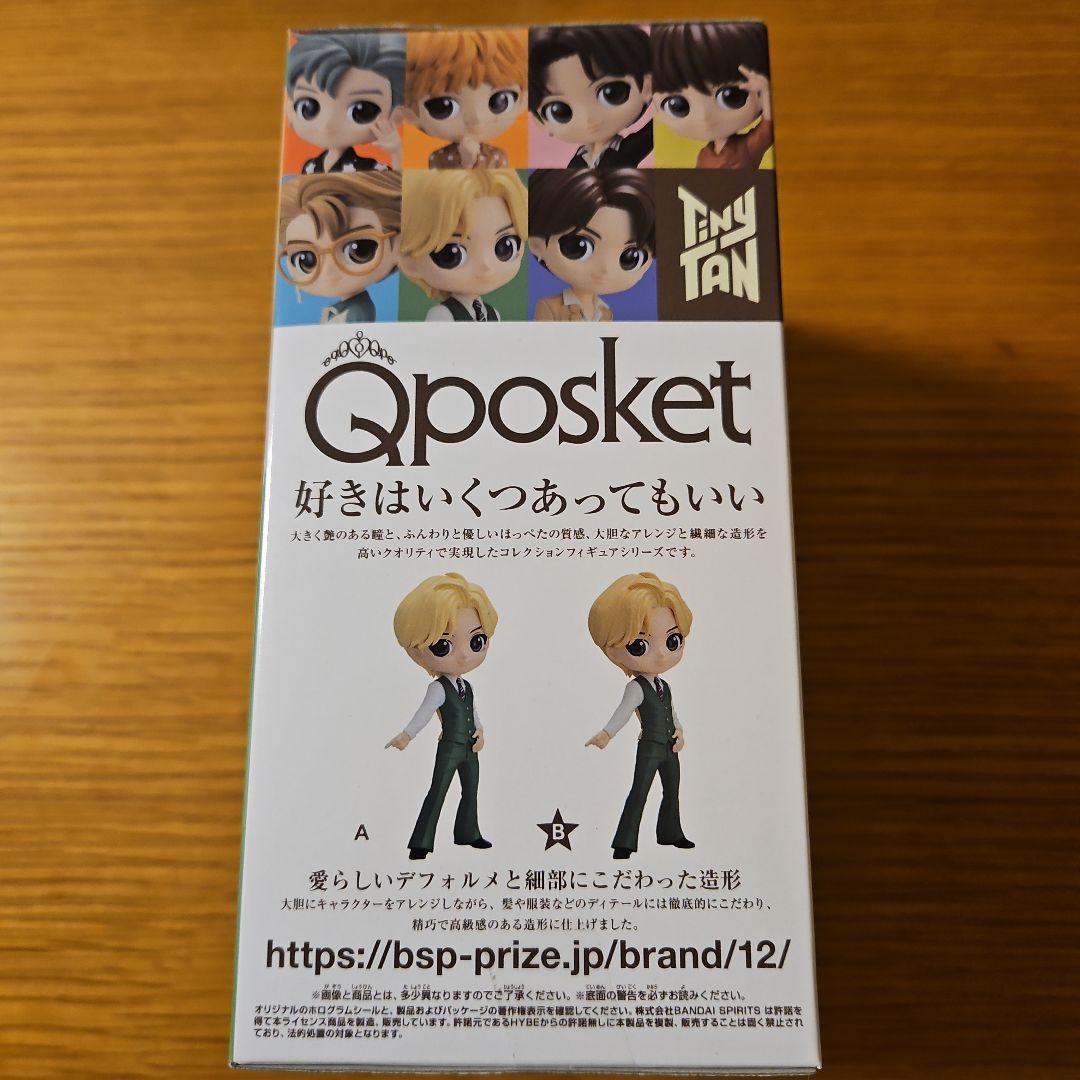 TiNY
TAN
Qposket
好きはいくつあってもいい
大きく艶のある瞳と、ふんわりと優しいほっぺたの質感、大胆なアレンジと繊細な造形を
高いクオリティで実現したコレクションフィギュアシリーズです。
A
B
愛らしいデフォルメと細部にこだわった造形
大胆にキャラクターをアレンジしながら、髪や服装などのディテールには徹底的にこだわり、
精巧で高級感のある造形に仕上げました。
https://bsp-prize.jp/brand/12/
※画像と商品とは、多少異なりますのでご了承ください。※底面の警告を必ずお読みください。
オリジナルのホログラムシールと、製品およびパッケージの著作権表示を確認してください。株式会社BANDAI SPIRITS は許諾を
得て本ライセンス商品を製造、販売しています。許諾元であるHYBEからの許諾無しに本製品を複製、販売することは固く禁止され
ており、法的処置の対象となります。